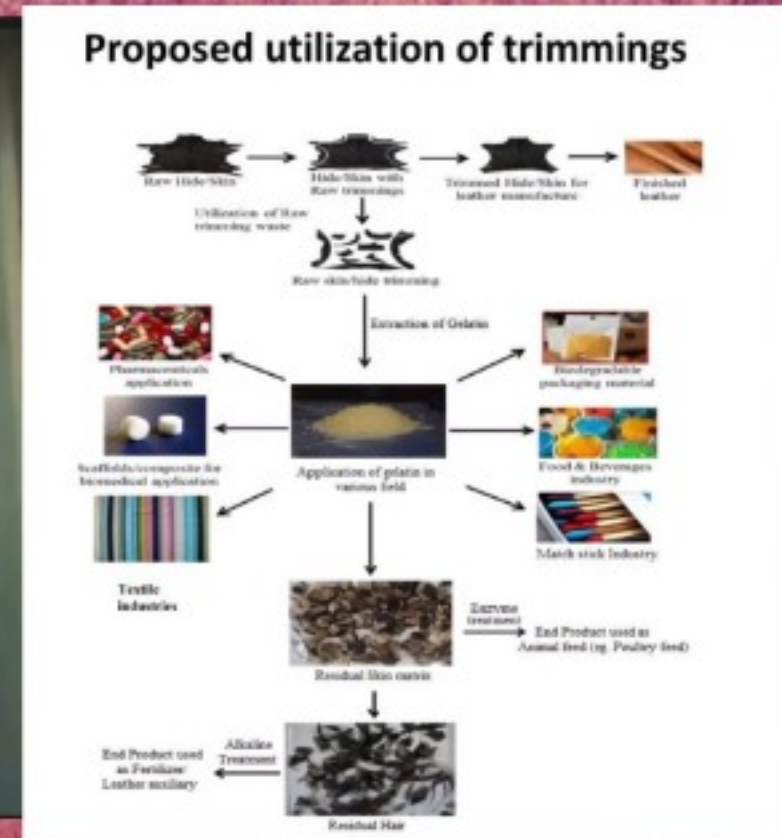 Proposed utilization of trimmings
Raw Hide/Skin
Hide/Skin with
Raw trimmings
Trimmed Hide/Skin for
leather manufacture
Finished
leather
Utilization of Raw
trimming waste
Raw skin/hide trimming
Extraction of Gelatin
Pharmaceuticals
application
Biodegradable
packaging material
Scaffolds/composite for
biomedical application
Application of gelatin in
various field
Food & Beverages
industry
Textile
industries
Match stick Industry
Residual Skin matrix
Enzyme
treatment
End Product used as
Animal feed (eg. Poultry feed)
End Product used
as Fertilizer/
Leather auxiliary
Alkaline
Treatment
Residual Hair